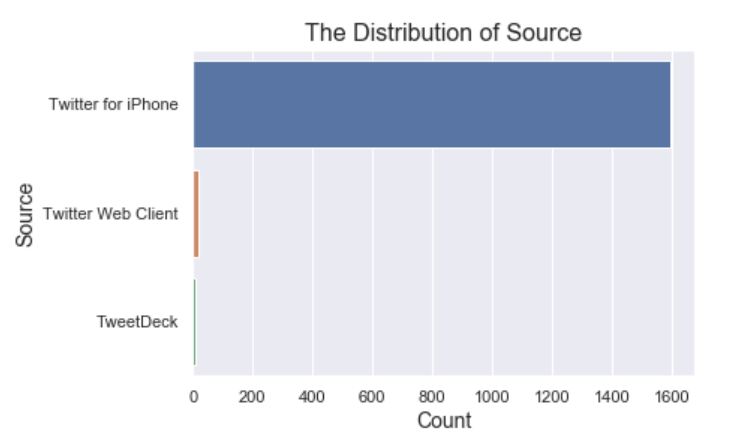 The Distribution of Source
Twitter for iPhone
Twitter Web Client
TweetDeck
Source
0 200 400 600 800 1000 1200 1400 1600
Count